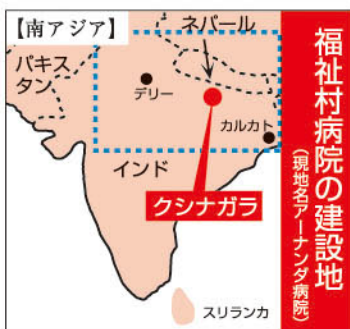 福祉村病院の建設地
(現地名アーナンダ病院)
【南アジア】
ネパール
パキス
タン
デリー
カルカト
インド
クシナガラ
スリランカ